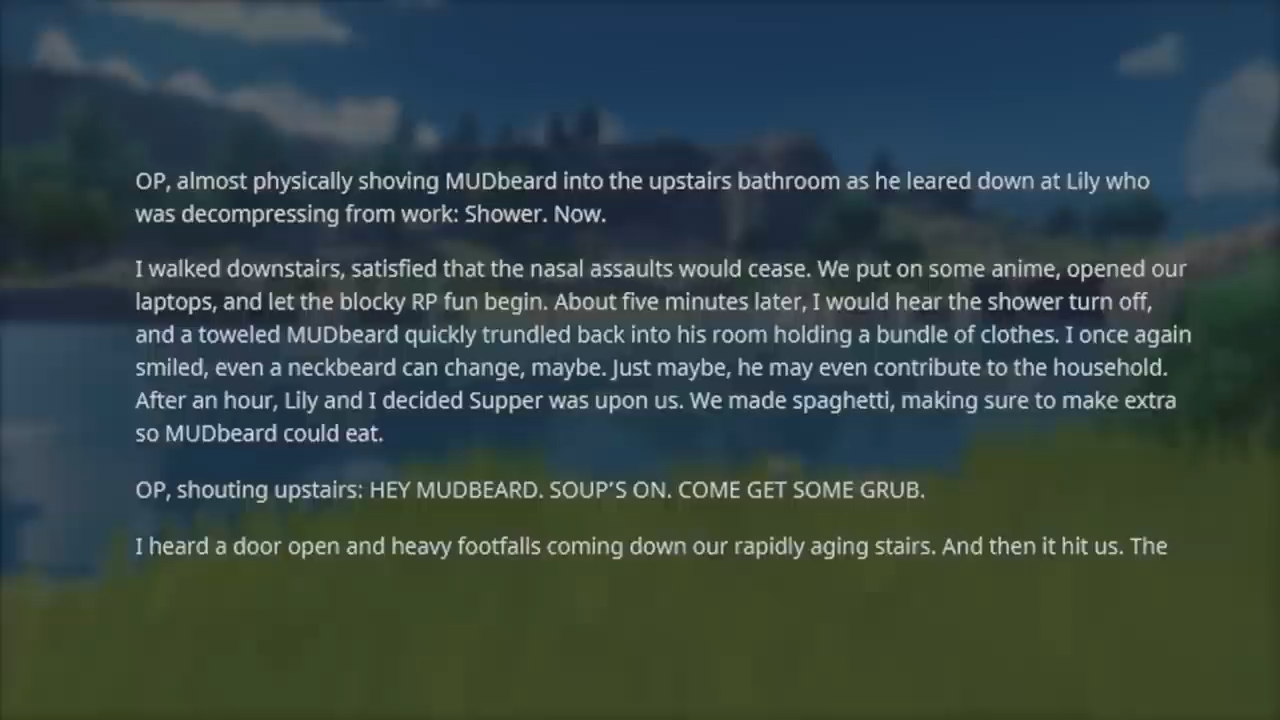 OP, almost physically shoving MUDbeard into the upstairs bathroom as he leared down at Lily who
was decompressing from work: Shower. Now.
I walked downstairs, satisfied that the nasal assaults would cease. We put on some anime, opened our
laptops, and let the blocky RP fun begin. About five minutes later, I would hear the shower turn off,
and a toweled MUDbeard quickly trundled back into his room holding a bundle of clothes. I once again
smiled, even a neckbeard can change, maybe. Just maybe, he may even contribute to the household.
After an hour, Lily and I decided Supper was upon us. We made spaghetti, making sure to make extra
so MUDbeard could eat.
OP, shouting upstairs: HEY MUDBEARD. SOUP’S ON. COME GET SOME GRUB.
I heard a door open and heavy footfalls coming down our rapidly aging stairs. And then it hit us. The